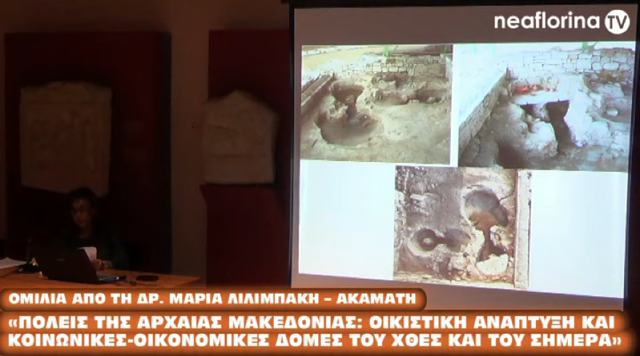 neaflorina TV
ΟΜΙΛΙΑ ΑΠΟ ΤΗ ΔΡ. ΜΑΡΙΑ ΛΙΛΙΜΠΑΚΗ – ΑΚΑΜΑΤΗ
«ΠΟΛΕΙΣ ΤΗΣ ΑΡΧΑΙΑΣ ΜΑΚΕΔΟΝΙΑΣ: ΟΙΚΙΣΤΙΚΗ ΑΝΑΠΤΥΞΗ ΚΑΙ
ΚΟΙΝΩΝΙΚΕΣ-ΟΙΚΟΝΟΜΙΚΕΣ ΔΟΜΕΣ ΤΟΥ ΧΘΕΣ ΚΑΙ ΤΟΥ ΣΗΜΕΡΑ»